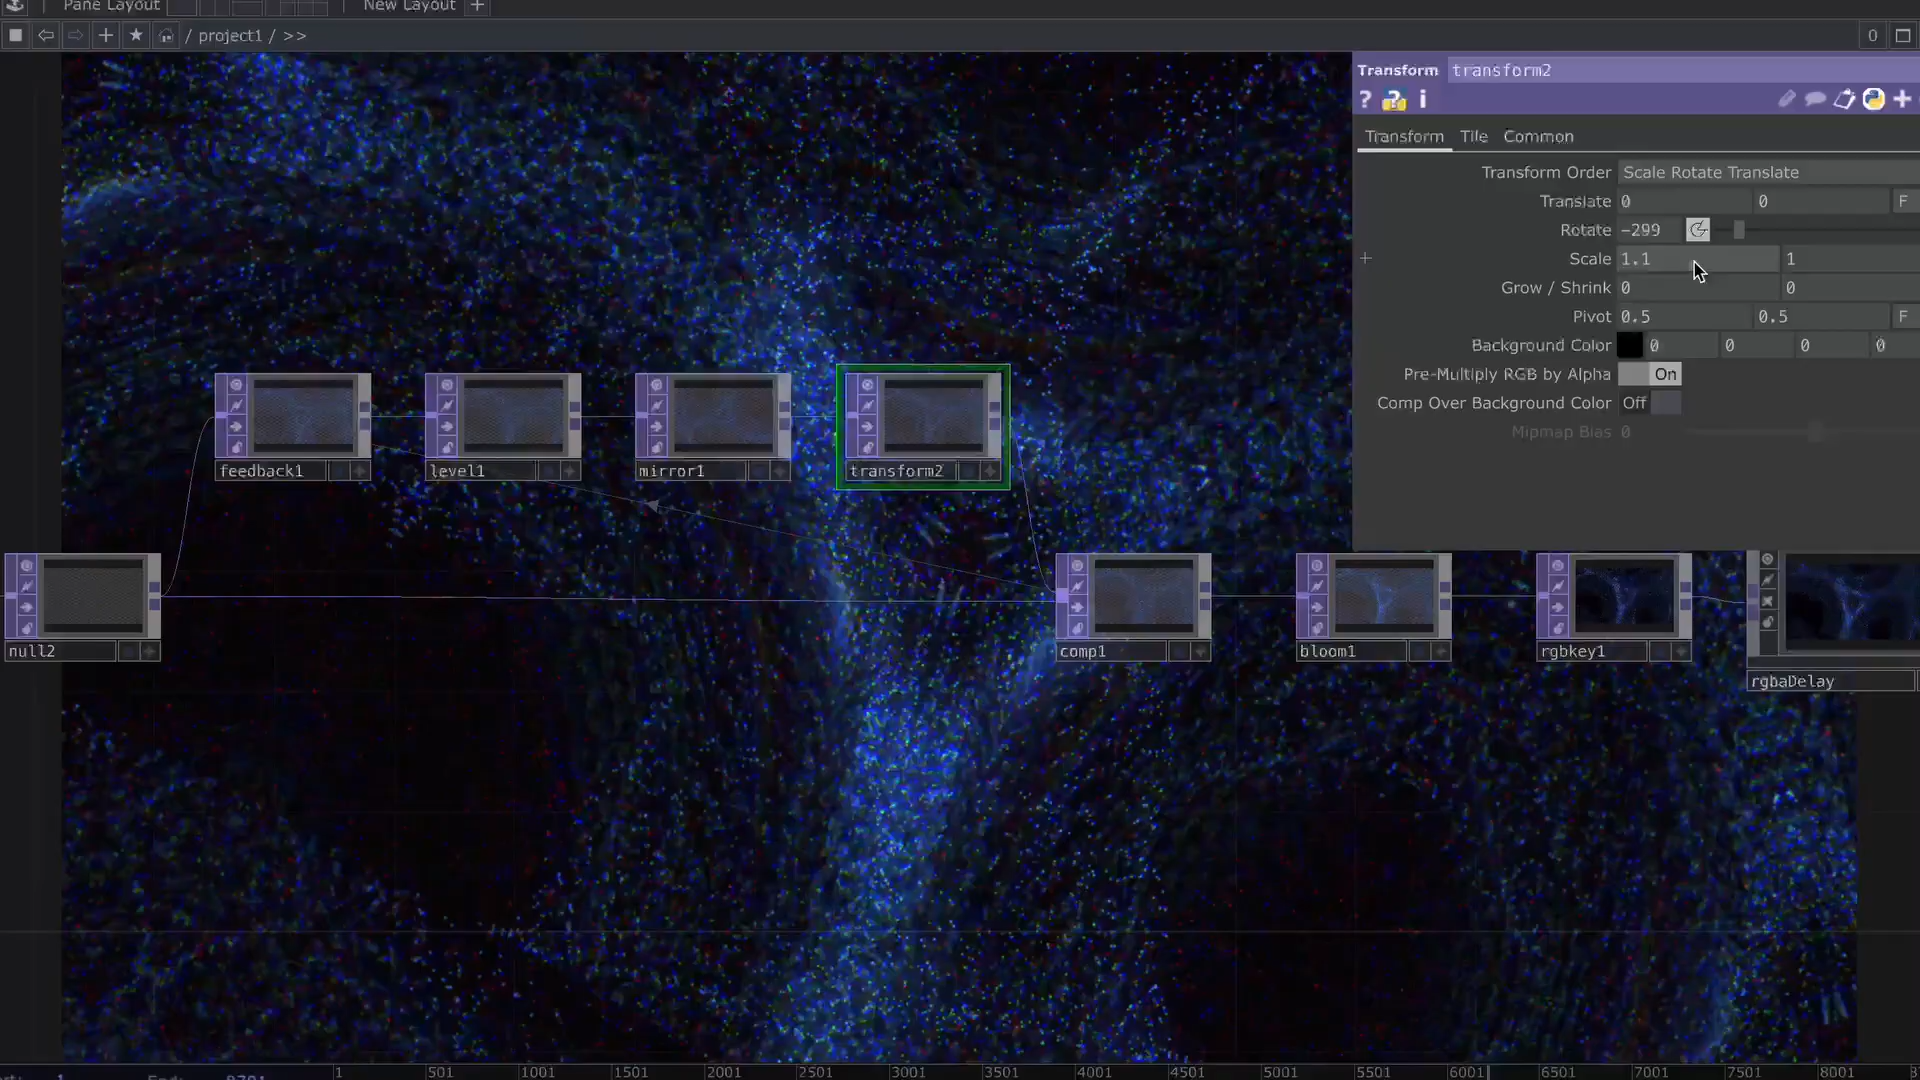 Pane Layout New Layout +
/ project1 / >> 0
Transform transform2
? ? i
Transform Tile Common
Transform Order Scale Rotate Translate
Translate 0 0 F
Rotate -299
Scale 1.1 1
Grow / Shrink 0 0
Pivot 0.5 0.5 F
Background Color 0 0 0 0
Pre-Multiply RGB by Alpha On
Comp Over Background Color Off
Mipmap Bias 0
feedback1 level1 mirror1 transform2
null2 comp1 bloom1 rgbkey1
rgbaDelay
1 501 1001 1501 2001 2501 3001 3501 4001 4501 5001 5501 6001 6501 7001 7501 8001